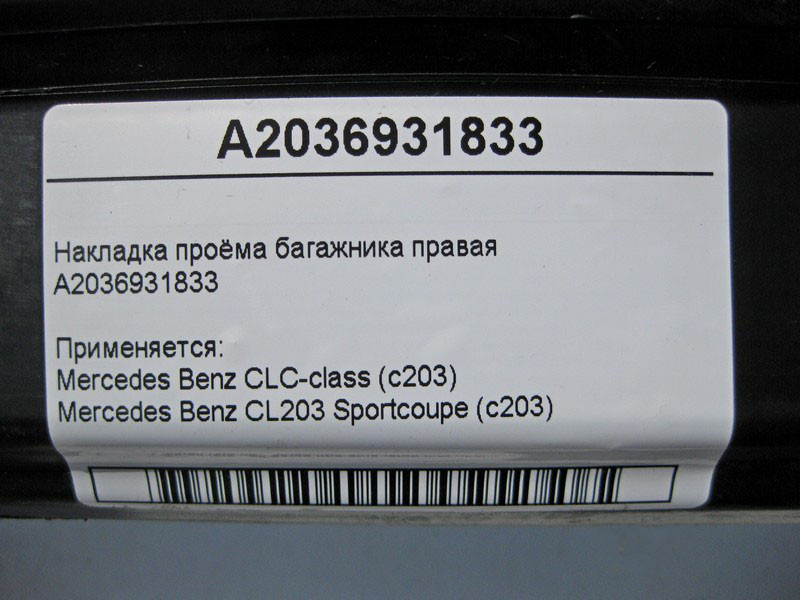 A2036931833
Накладка проёма багажника правая
A2036931833
Применяется:
Mercedes Benz CLC-class (c203)
Mercedes Benz CL203 Sportcoupe (c203)